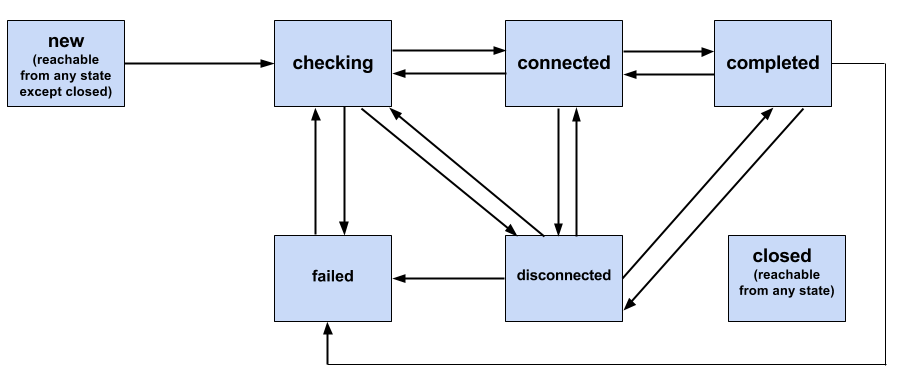 new
(reachable
from any state
except closed)
checking
connected
completed
failed
disconnected
closed
(reachable
from any state)